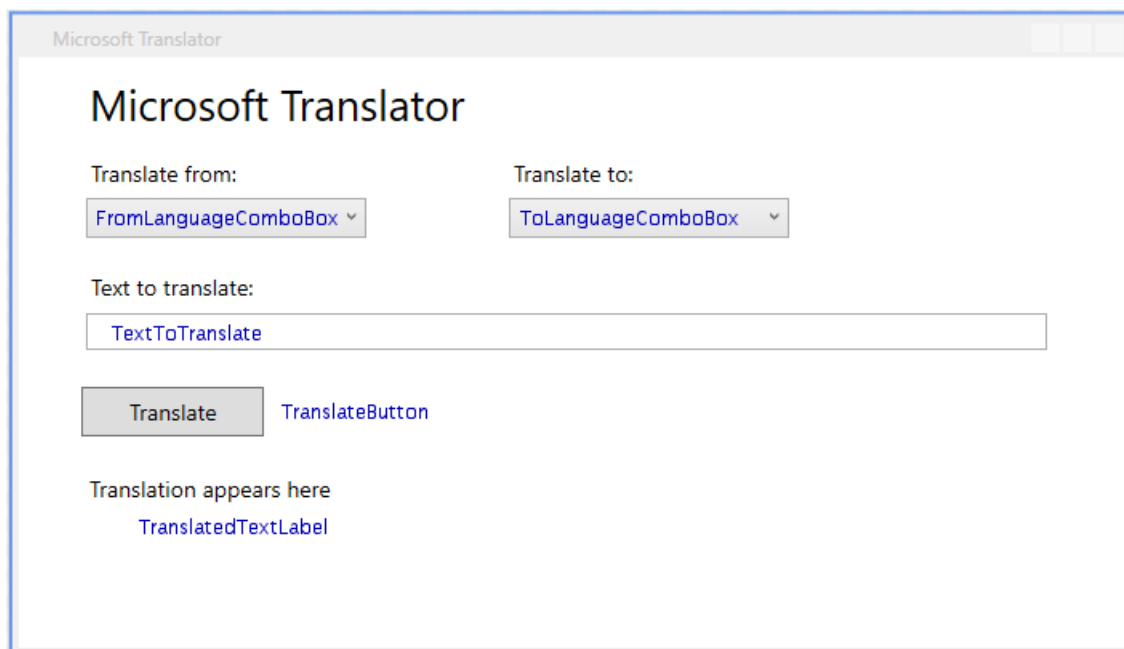 Microsoft Translator
Microsoft Translator
Translate from: Translate to:
FromLanguageComboBox ToLanguageComboBox
Text to translate:
TextToTranslate
Translate TranslateButton
Translation appears here
TranslatedTextLabel